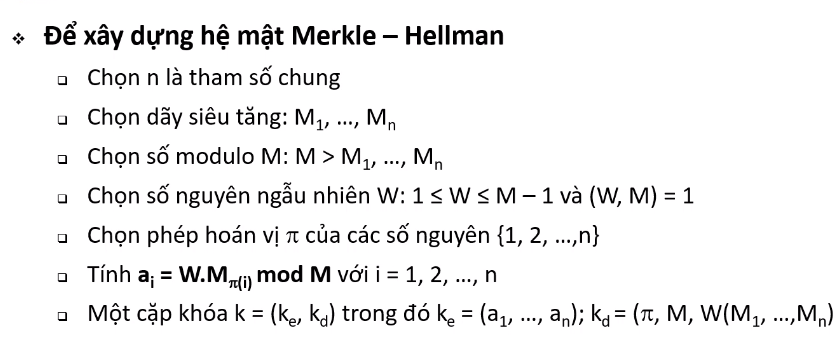 ❖ Để xây dựng hệ mật Merkle – Hellman
❑ Chọn n là tham số chung
❑ Chọn dãy siêu tăng: M₁, …, Mₙ
❑ Chọn số modulo M: M > M₁, …, Mₙ
❑ Chọn số nguyên ngẫu nhiên W: 1 ≤ W ≤ M – 1 và (W, M) = 1
❑ Chọn phép hoán vị π của các số nguyên {1, 2, …,n}
❑ Tính aᵢ = W.M_π(i) mod M với i = 1, 2, …, n
❑ Một cặp khóa k = (kₑ, k_d) trong đó kₑ = (a₁, …, aₙ); k_d = (π, M, W(M₁, …,Mₙ)